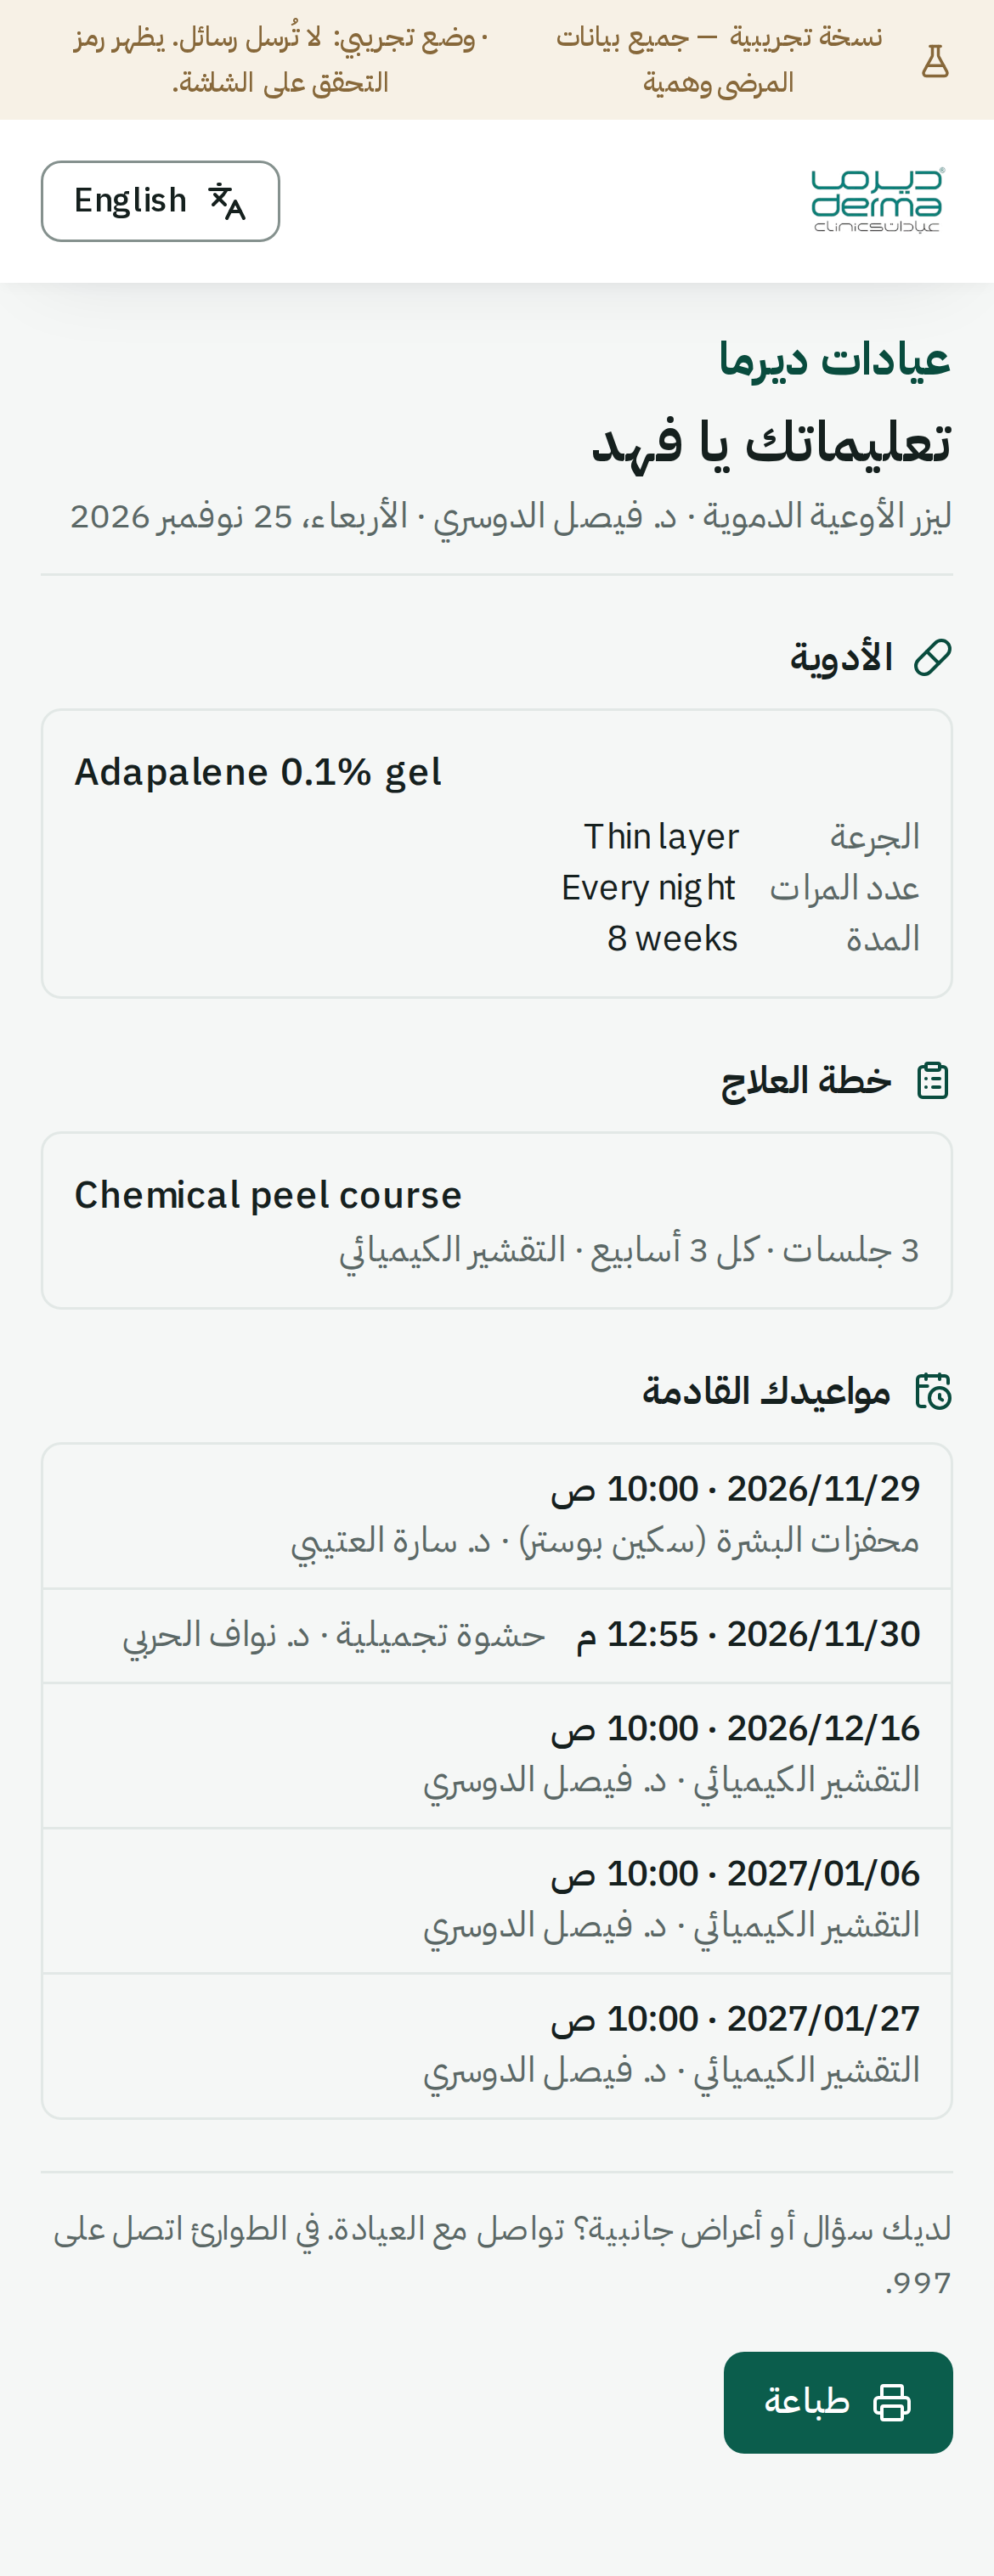 نسخة تجريبية — جميع بيانات المرضى وهمية
· وضع تجريبي: لا تُرسل رسائل. يظهر رمز التحقق على الشاشة.
ديرما®
derma
clinics عيادات
English
عيادات ديرما
تعليماتك يا فهد
ليزر الأوعية الدموية · د. فيصل الدوسري · الأربعاء، 25 نوفمبر 2026
الأدوية
Adapalene 0.1% gel
الجرعة Thin layer
عدد المرات Every night
المدة 8 weeks
خطة العلاج
Chemical peel course
3 جلسات · كل 3 أسابيع · التقشير الكيميائي
مواعيدك القادمة
2026/11/29 · 10:00 ص
محفزات البشرة (سكين بوستر) · د. سارة العتيبي
2026/11/30 · 12:55 م حشوة تجميلية · د. نواف الحربي
2026/12/16 · 10:00 ص
التقشير الكيميائي · د. فيصل الدوسري
2027/01/06 · 10:00 ص
التقشير الكيميائي · د. فيصل الدوسري
2027/01/27 · 10:00 ص
التقشير الكيميائي · د. فيصل الدوسري
لديك سؤال أو أعراض جانبية؟ تواصل مع العيادة. في الطوارئ اتصل على
997.
طباعة